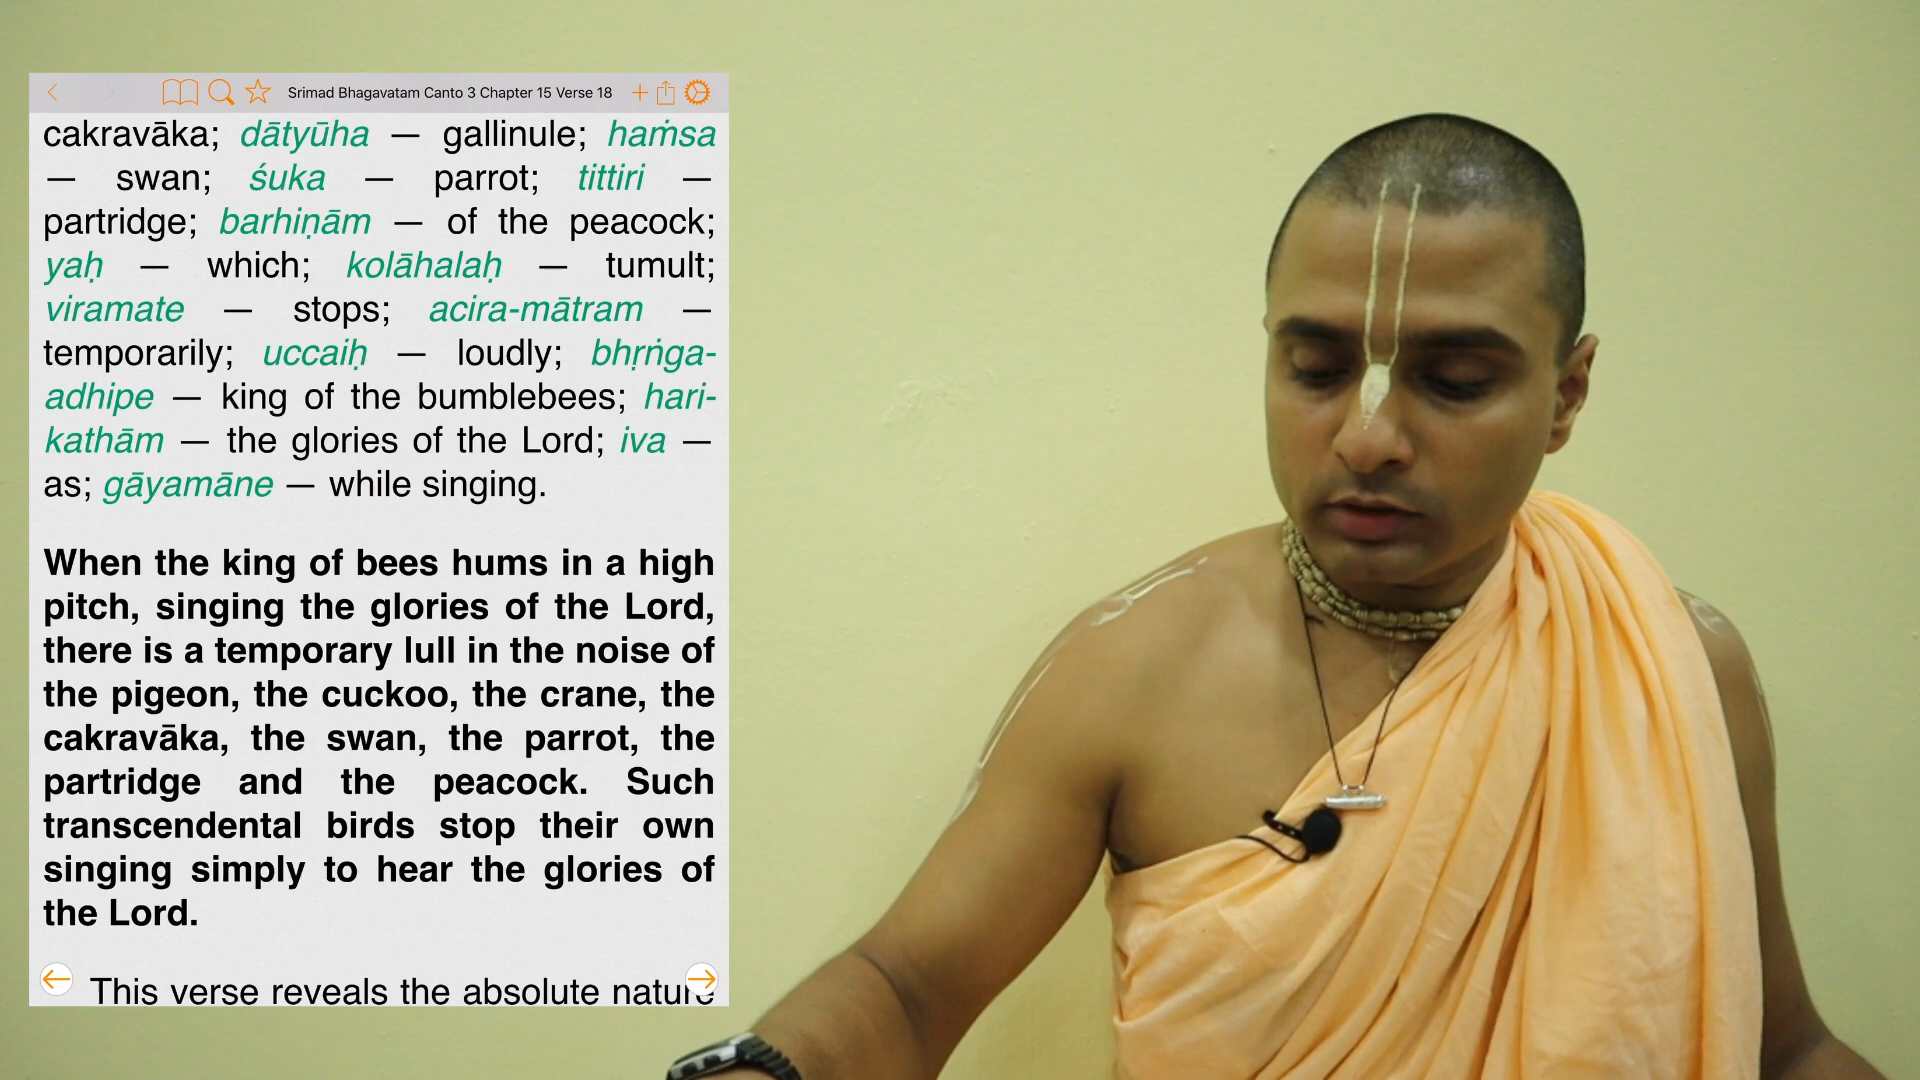 Srimad Bhagavatam Canto 3 Chapter 15 Verse 18
cakravāka; dātyūha — gallinule; haṁsa
— swan; śuka — parrot; tittiri —
partridge; barhiṇām — of the peacock;
yaḥ — which; kolāhalaḥ — tumult;
viramate — stops; acira-mātram —
temporarily; uccaiḥ — loudly; bhṛṅga-
adhipe — king of the bumblebees; hari-
kathām — the glories of the Lord; iva —
as; gāyamāne — while singing.
When the king of bees hums in a high
pitch, singing the glories of the Lord,
there is a temporary lull in the noise of
the pigeon, the cuckoo, the crane, the
cakravāka, the swan, the parrot, the
partridge and the peacock. Such
transcendental birds stop their own
singing simply to hear the glories of
the Lord.
This verse reveals the absolute nature